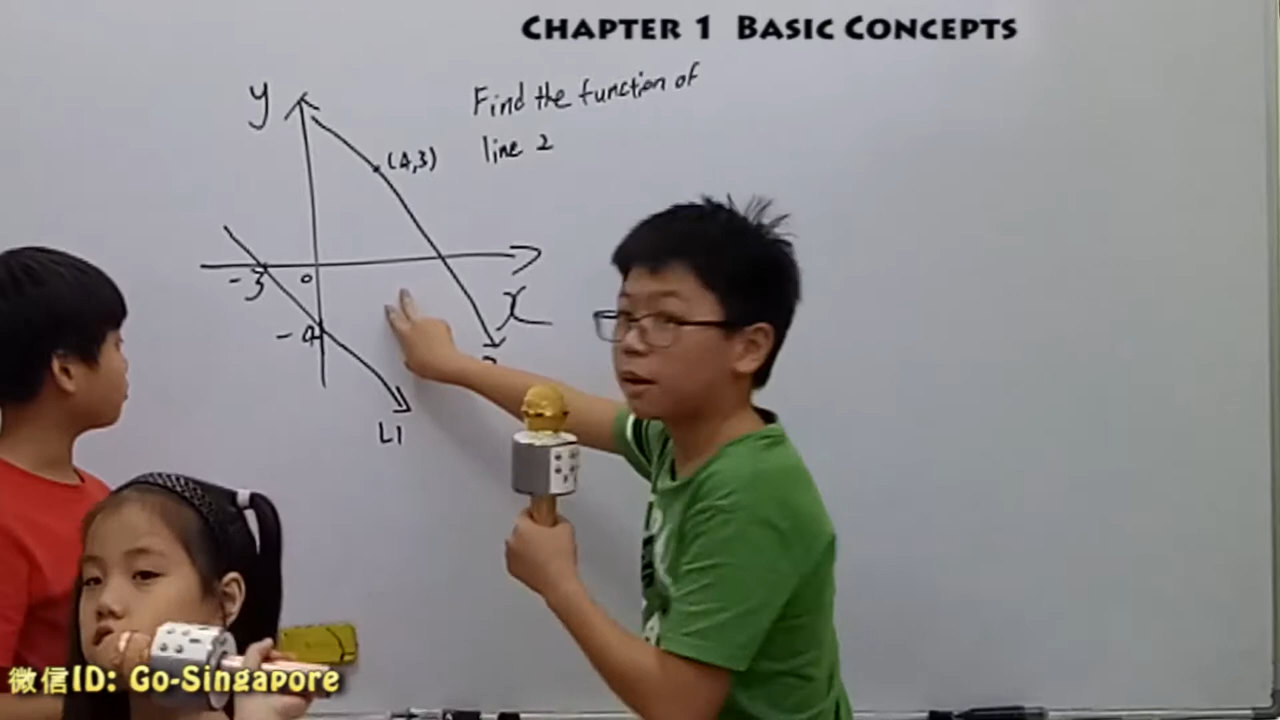 CHAPTER 1 BASIC CONCEPTS
Find the function of
line 2
y
(4,3)
-3
0
-4
x
L1
微信ID: Go-Singapore